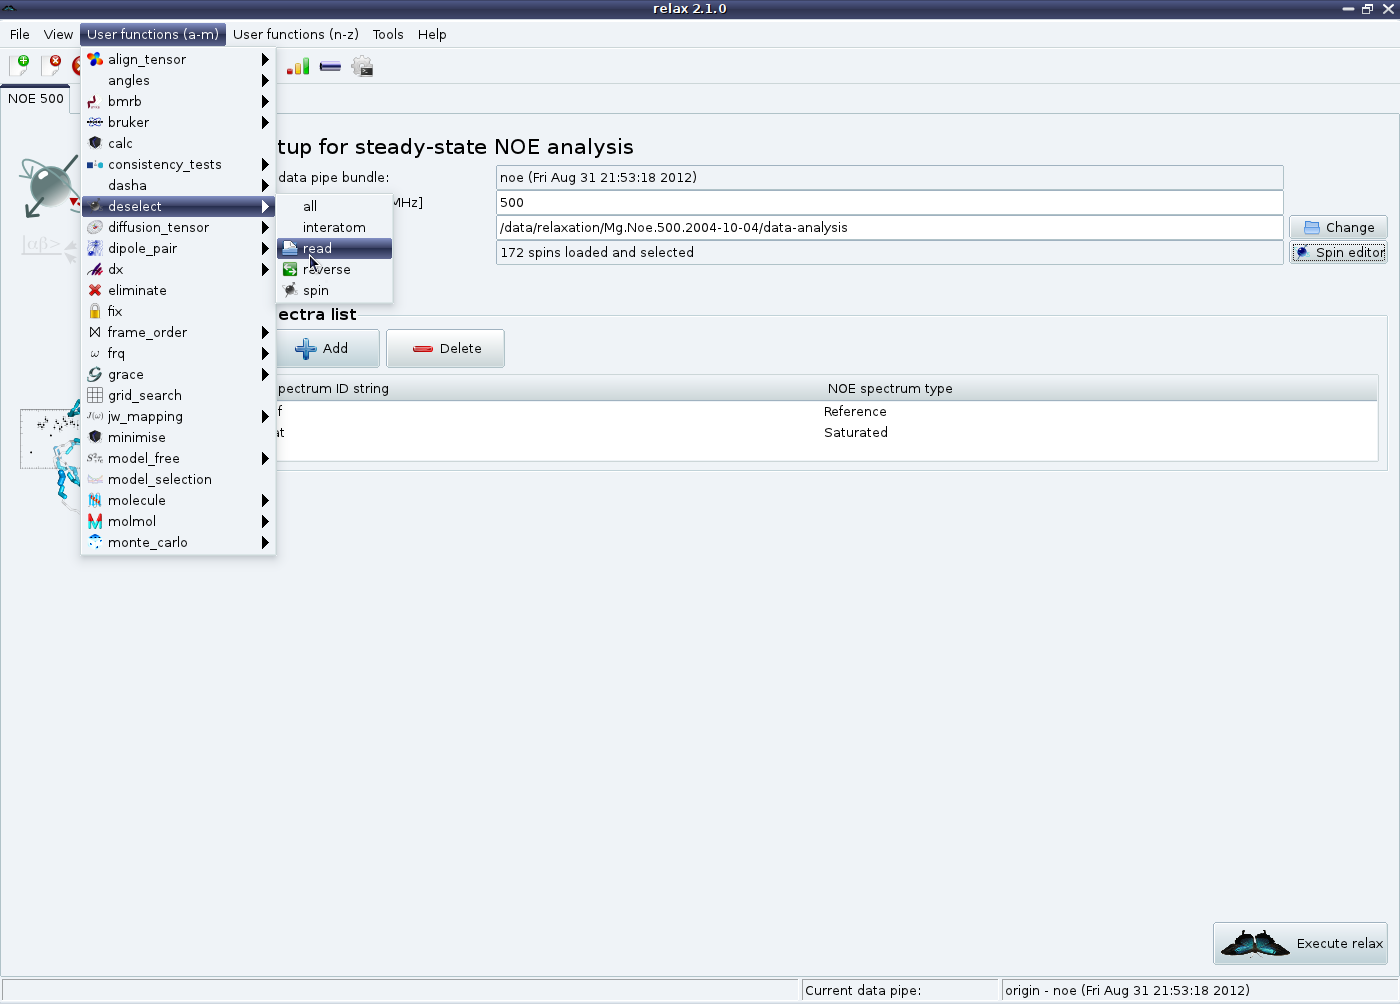 relax 2.1.0
File View User functions (a-m) User functions (n-z) Tools Help
align_tensor
angles
bmrb
bruker
calc
consistency_tests
dasha
deselect
diffusion_tensor
dipole_pair
dx
eliminate
fix
frame_order
frq
grace
grid_search
jw_mapping
minimise
model_free
model_selection
molecule
molmol
monte_carlo
all
interatom
read
reverse
spin
NOE 500
tup for steady-state NOE analysis
data pipe bundle: noe (Fri Aug 31 21:53:18 2012)
MHz] 500
/data/relaxation/Mg.Noe.500.2004-10-04/data-analysis Change
172 spins loaded and selected Spin editor
ectra list
Add Delete
pectrum ID string NOE spectrum type
f Reference
at Saturated
Execute relax
Current data pipe: origin - noe (Fri Aug 31 21:53:18 2012)